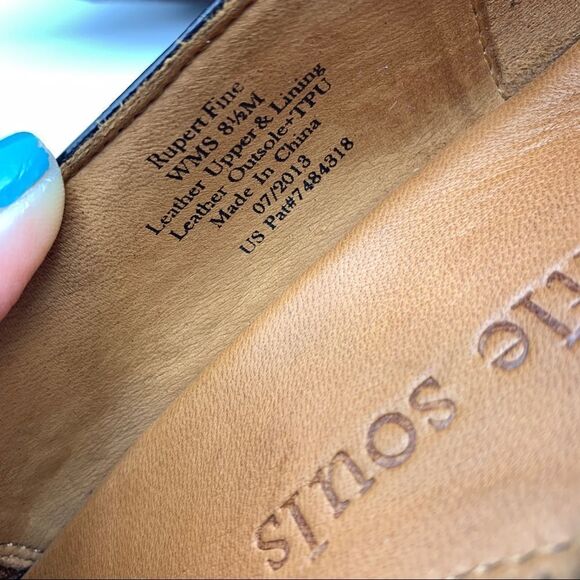 Rupert Fine
WMS 8½M
Leather Upper & Lining
Leather Outsole+TPU
Made In China
07/2013
US Pat#7484318
tle souls